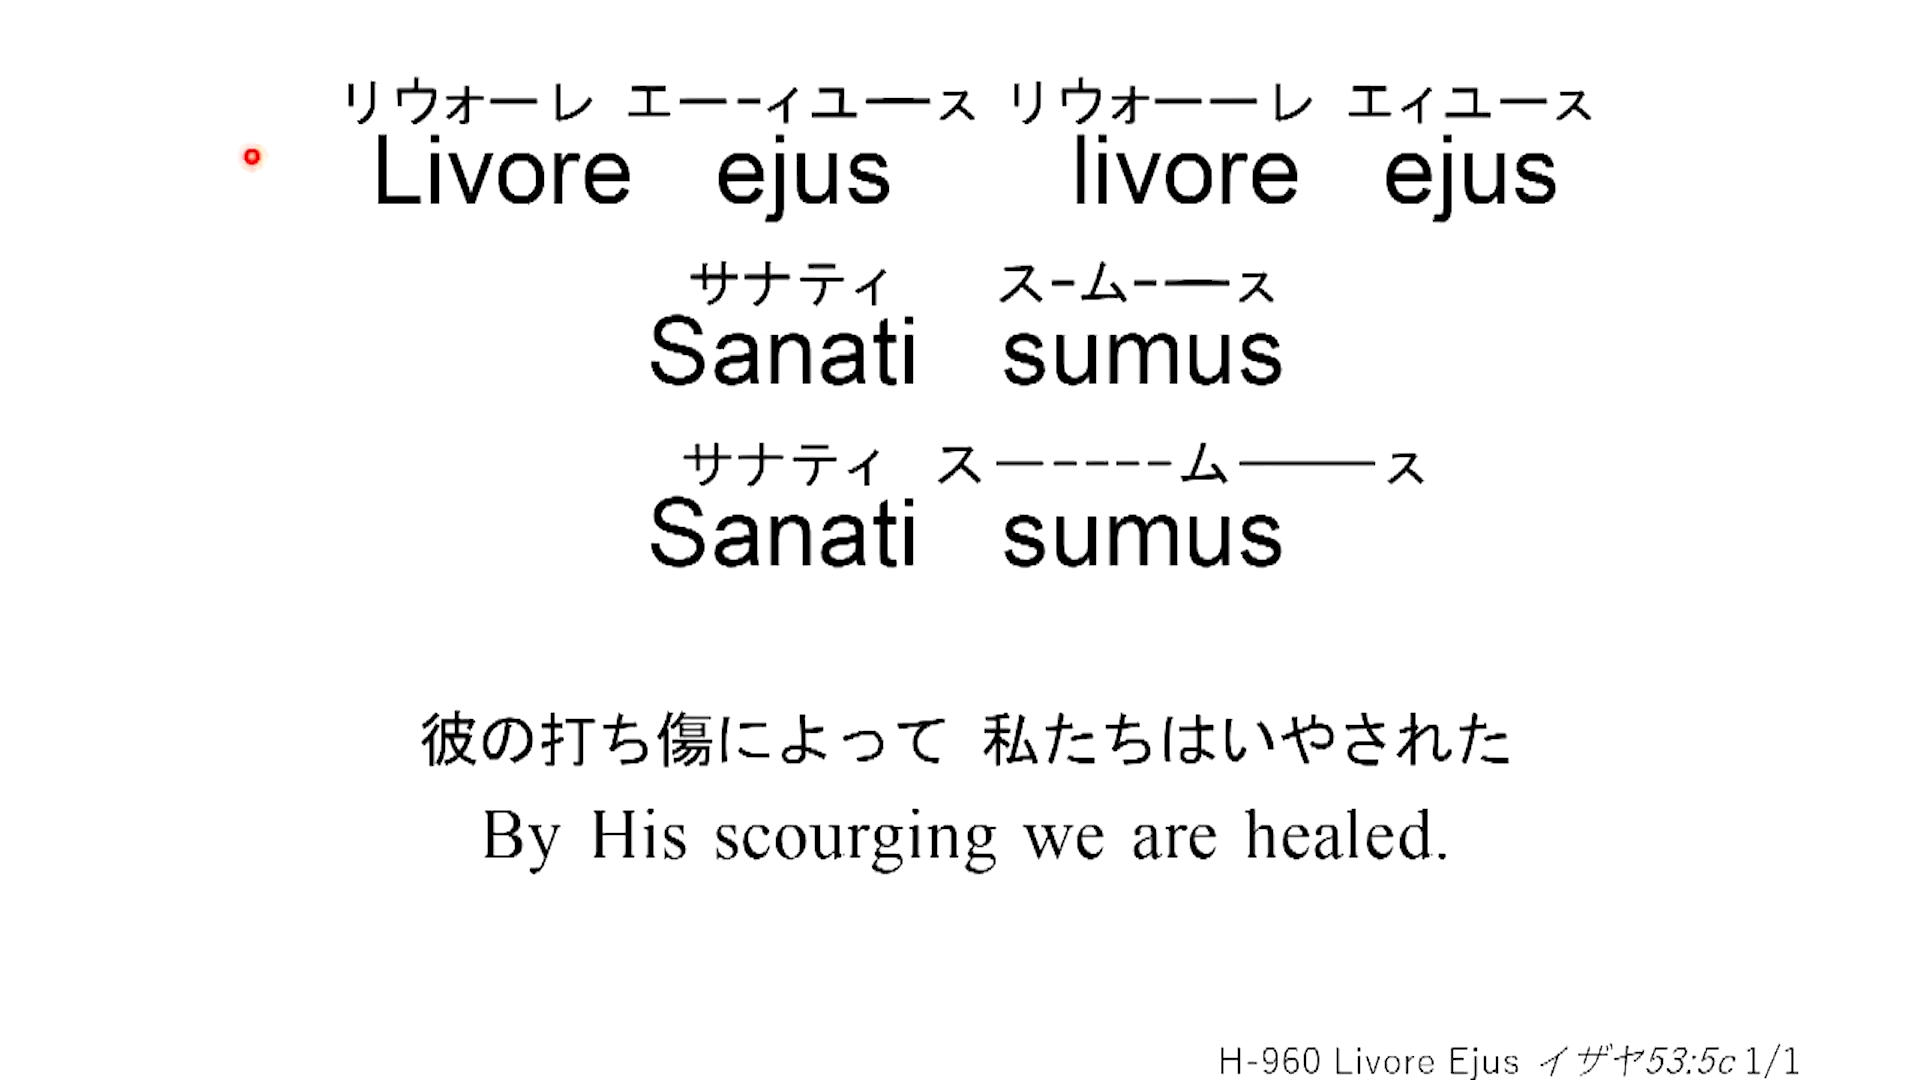 リウォーレ エー-ィユーース リウォーーレ エィユース
Livore ejus livore ejus
サナティ ス-ム-ーース
Sanati sumus
サナティ スー-----ムーーース
Sanati sumus
彼の打ち傷によって 私たちはいやされた
By His scourging we are healed.
H-960 Livore Ejus イザヤ53:5c 1/1